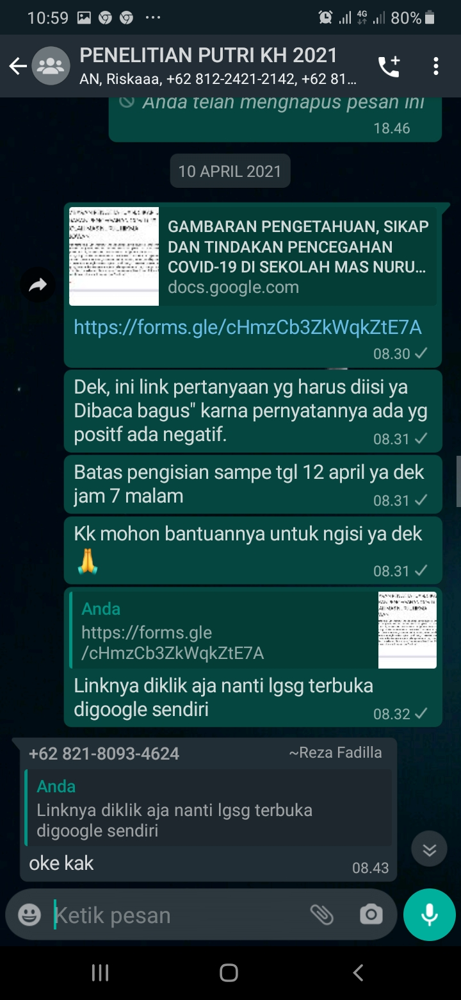 10:59
4G
80%
PENELITIAN PUTRI KH 2021
AN, Riskaaa, +62 812-2421-2142, +62 81...
Anda telah menghapus pesan ini
18.46
10 APRIL 2021
GAMBARAN PENGETAHUAN, SIKAP
DAN TINDAKAN PENCEGAHAN
COVID-19 DI SEKOLAH MAS NURU...
docs.google.com
https://forms.gle/cHmzCb3ZkWqkZtE7A
08.30
Dek, ini link pertanyaan yg harus diisi ya
Dibaca bagus" karna pernyatannya ada yg
positf ada negatif.
08.31
Batas pengisian sampe tgl 12 april ya dek
jam 7 malam
08.31
Kk mohon bantuannya untuk ngisi ya dek
🙏
08.31
Anda
https://forms.gle
/cHmzCb3ZkWqkZtE7A
Linknya diklik aja nanti lgsg terbuka
digoogle sendiri
08.32
+62 821-8093-4624 ~Reza Fadilla
Anda
Linknya diklik aja nanti lgsg terbuka
digoogle sendiri
oke kak
08.43
Ketik pesan